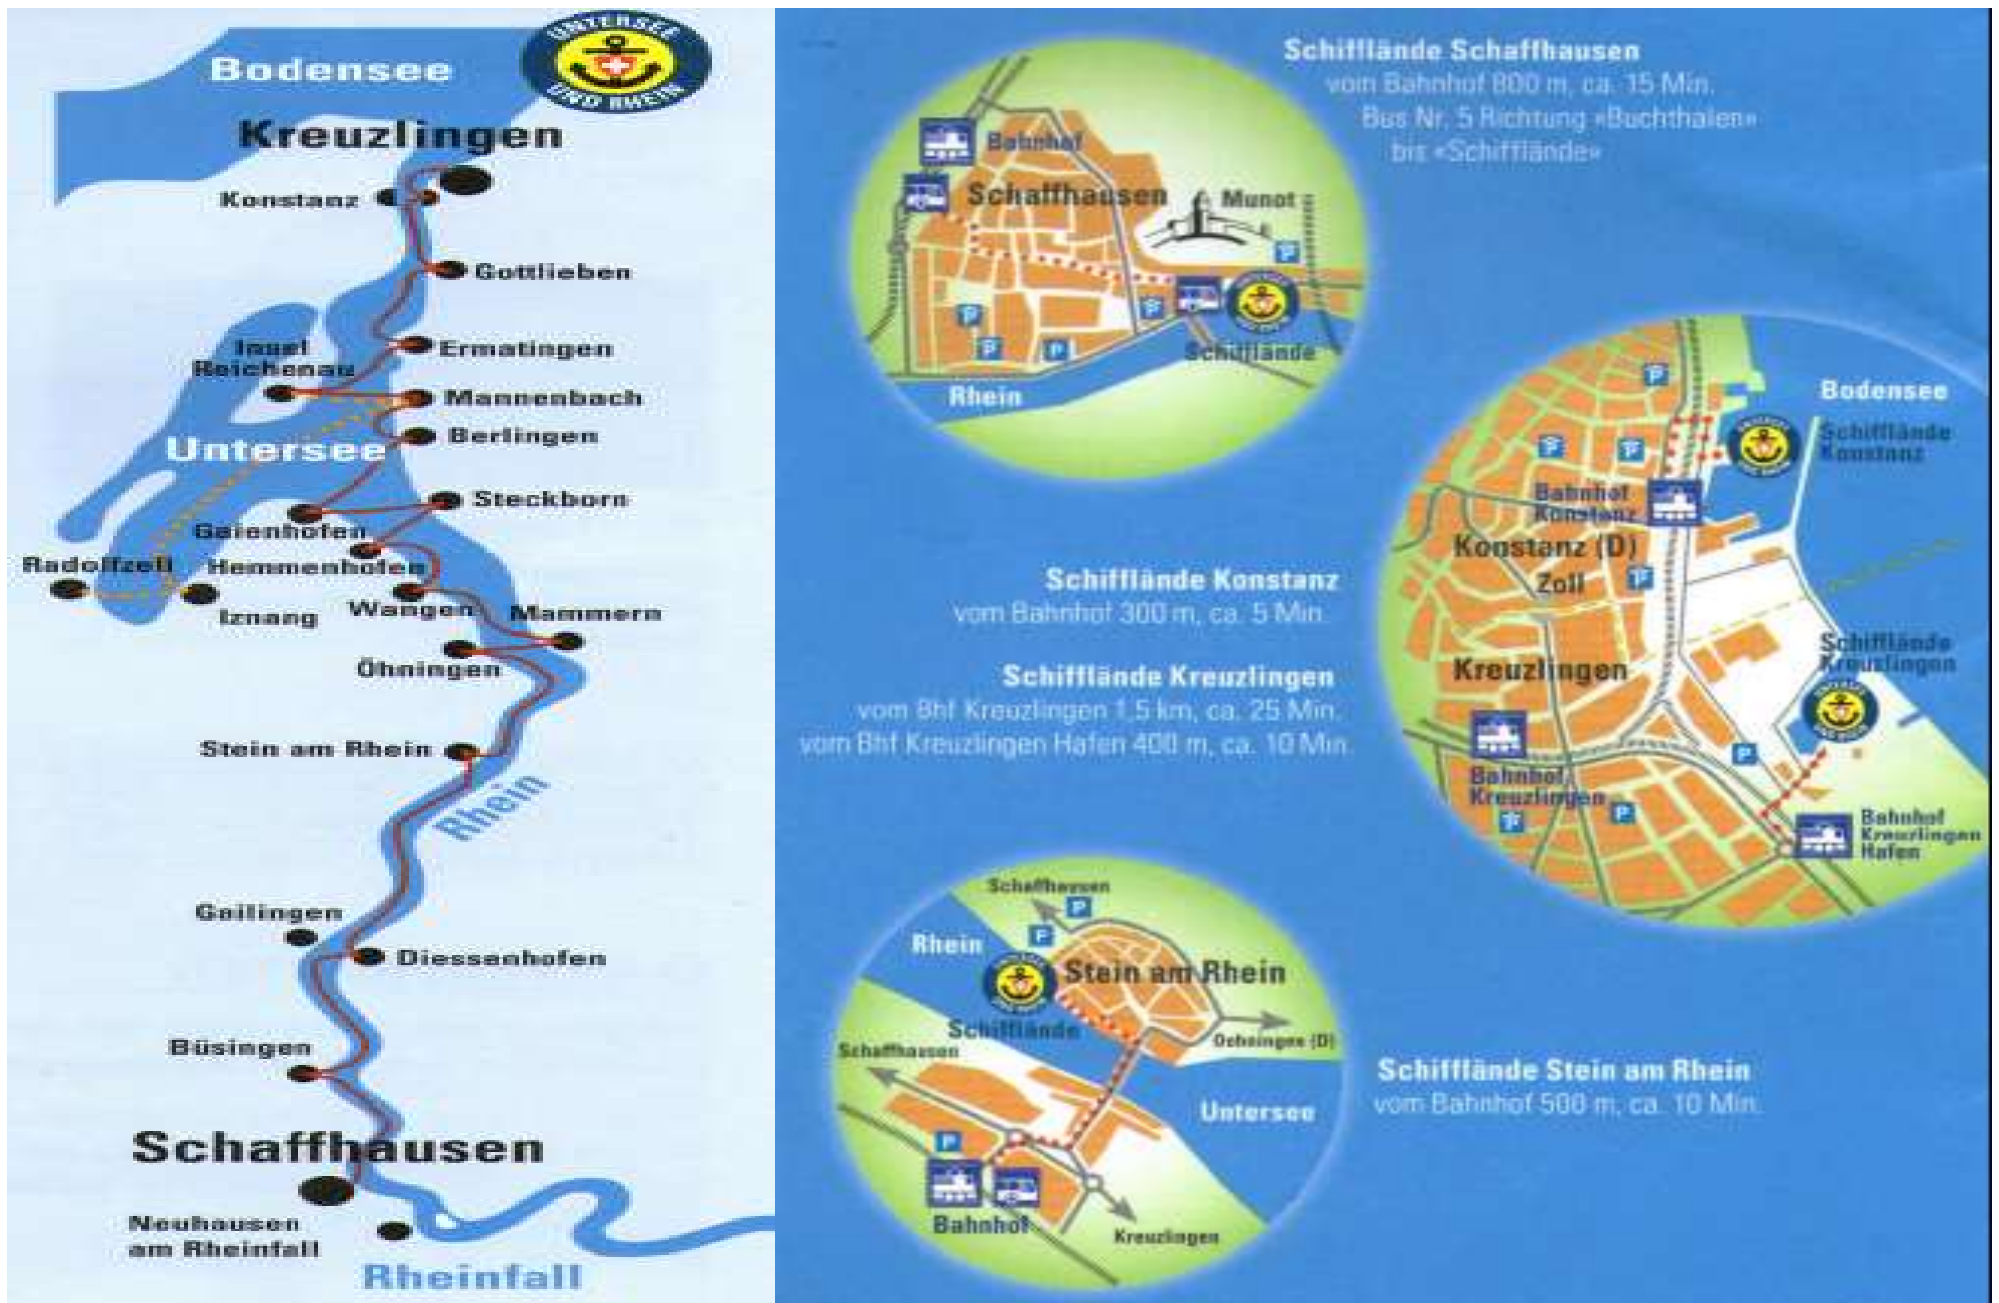 Bodensee
UNTERSEE
UND RHEIN
Kreuzlingen
Konstanz
Gottlieben
Ermatingen
Insel
Reichenau
Mannenbach
Berlingen
Untersee
Steckborn
Gaienhofen
Radolfzell
Hemmenhofen
Iznang
Wangen
Mammern
Öhningen
Stein am Rhein
Rhein
Gailingen
Diessenhofen
Büsingen
Schaffhausen
Neuhausen
am Rheinfall
Rheinfall
Schifflände Schaffhausen
vom Bahnhof 800 m, ca. 15 Min.
Bus Nr. 5 Richtung «Buchthalen»
bis «Schifflände»
Bahnhof
Schaffhausen
Munot
P
P
P
P
P
Schifflände
Rhein
Schifflände Konstanz
vom Bahnhof 300 m, ca. 5 Min.
Schifflände Kreuzlingen
vom Bhf Kreuzlingen 1,5 km, ca. 25 Min.
vom Bhf Kreuzlingen Hafen 400 m, ca. 10 Min.
P
Bodensee
Schifflände
Konstanz
P
P
Bahnhof
Konstanz
Konstanz (D)
Zoll
P
Schifflände
Kreuzlingen
Kreuzlingen
UNTERSEE
UND RHEIN
P
Bahnhof
Kreuzlingen
P
P
Bahnhof
Kreuzlingen
Hafen
Schaffhausen
P
P
Rhein
Stein am Rhein
Schifflände
Schaffhausen
Oehningen (D)
Untersee
P
Bahnhof
Kreuzlingen
Schifflände Stein am Rhein
vom Bahnhof 500 m, ca. 10 Min.